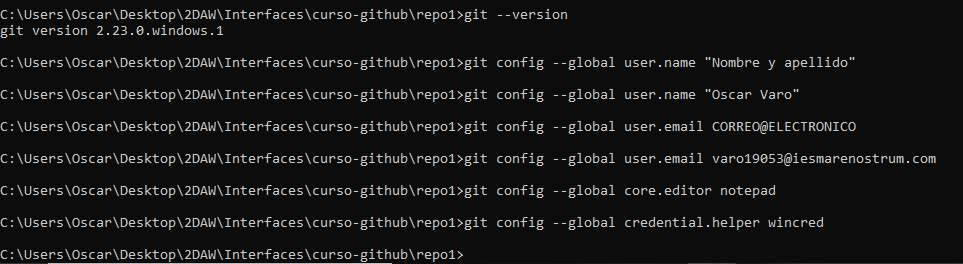 C:\Users\Oscar\Desktop\2DAW\Interfaces\curso-github\repo1>git --version
git version 2.23.0.windows.1
C:\Users\Oscar\Desktop\2DAW\Interfaces\curso-github\repo1>git config --global user.name "Nombre y apellido"
C:\Users\Oscar\Desktop\2DAW\Interfaces\curso-github\repo1>git config --global user.name "Oscar Varo"
C:\Users\Oscar\Desktop\2DAW\Interfaces\curso-github\repo1>git config --global user.email CORREO@ELECTRONICO
C:\Users\Oscar\Desktop\2DAW\Interfaces\curso-github\repo1>git config --global user.email varo19053@iesmarenostrum.com
C:\Users\Oscar\Desktop\2DAW\Interfaces\curso-github\repo1>git config --global core.editor notepad
C:\Users\Oscar\Desktop\2DAW\Interfaces\curso-github\repo1>git config --global credential.helper wincred
C:\Users\Oscar\Desktop\2DAW\Interfaces\curso-github\repo1>